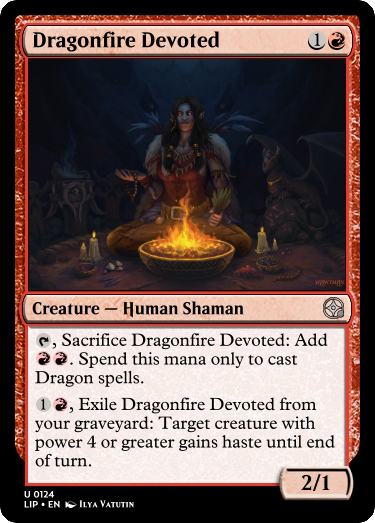 Dragonfire Devoted
1
Creature — Human Shaman
, Sacrifice Dragonfire Devoted: Add
. Spend this mana only to cast
Dragon spells.
1 , Exile Dragonfire Devoted from
your graveyard: Target creature with
power 4 or greater gains haste until end
of turn.
2/1
U 0124
LIP • EN Ilya Vatutin